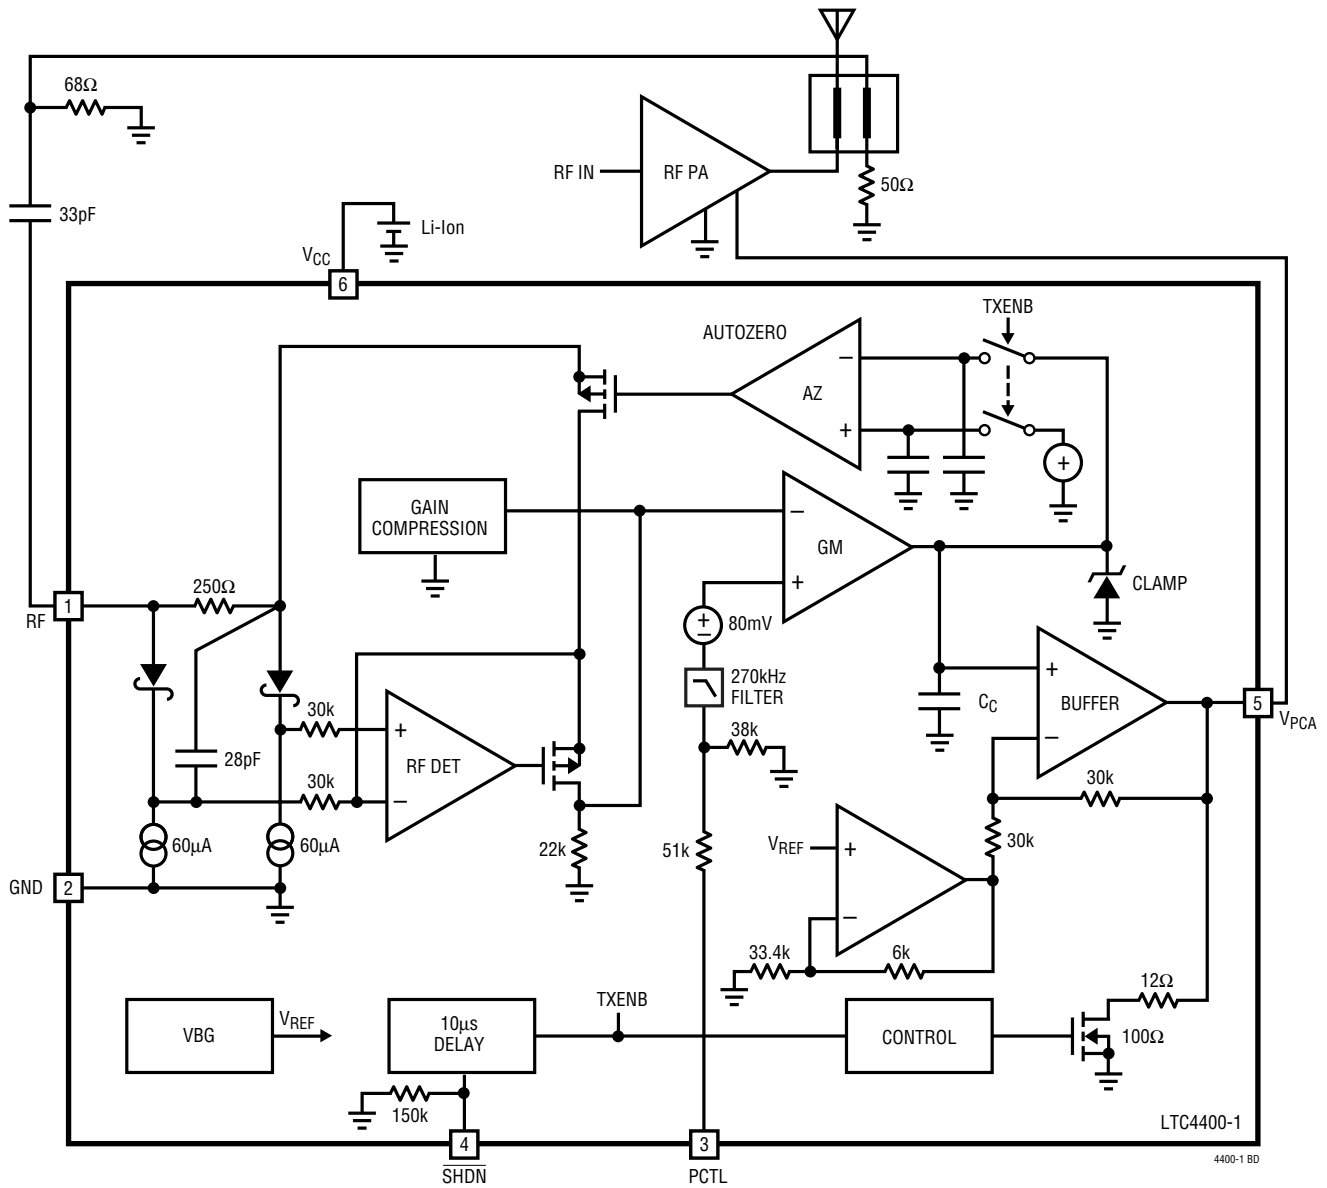 68Ω
33pF
RF IN
RF PA
50Ω
Li-Ion
VCC
6
TXENB
AUTOZERO
−
AZ
+
+
GAIN
COMPRESSION
−
GM
+
CLAMP
250Ω
1
RF
+
−
80mV
270kHz
FILTER
+
BUFFER
−
CC
5
VPCA
30k
+
RF DET
−
28pF
30k
38k
30k
60µA
60µA
22k
51k
VREF
+
−
30k
GND
2
33.4k
6k
12Ω
TXENB
VBG
VREF
10µs
DELAY
CONTROL
100Ω
150k
LTC4400-1
4
3
SHDN
PCTL
4400-1 BD